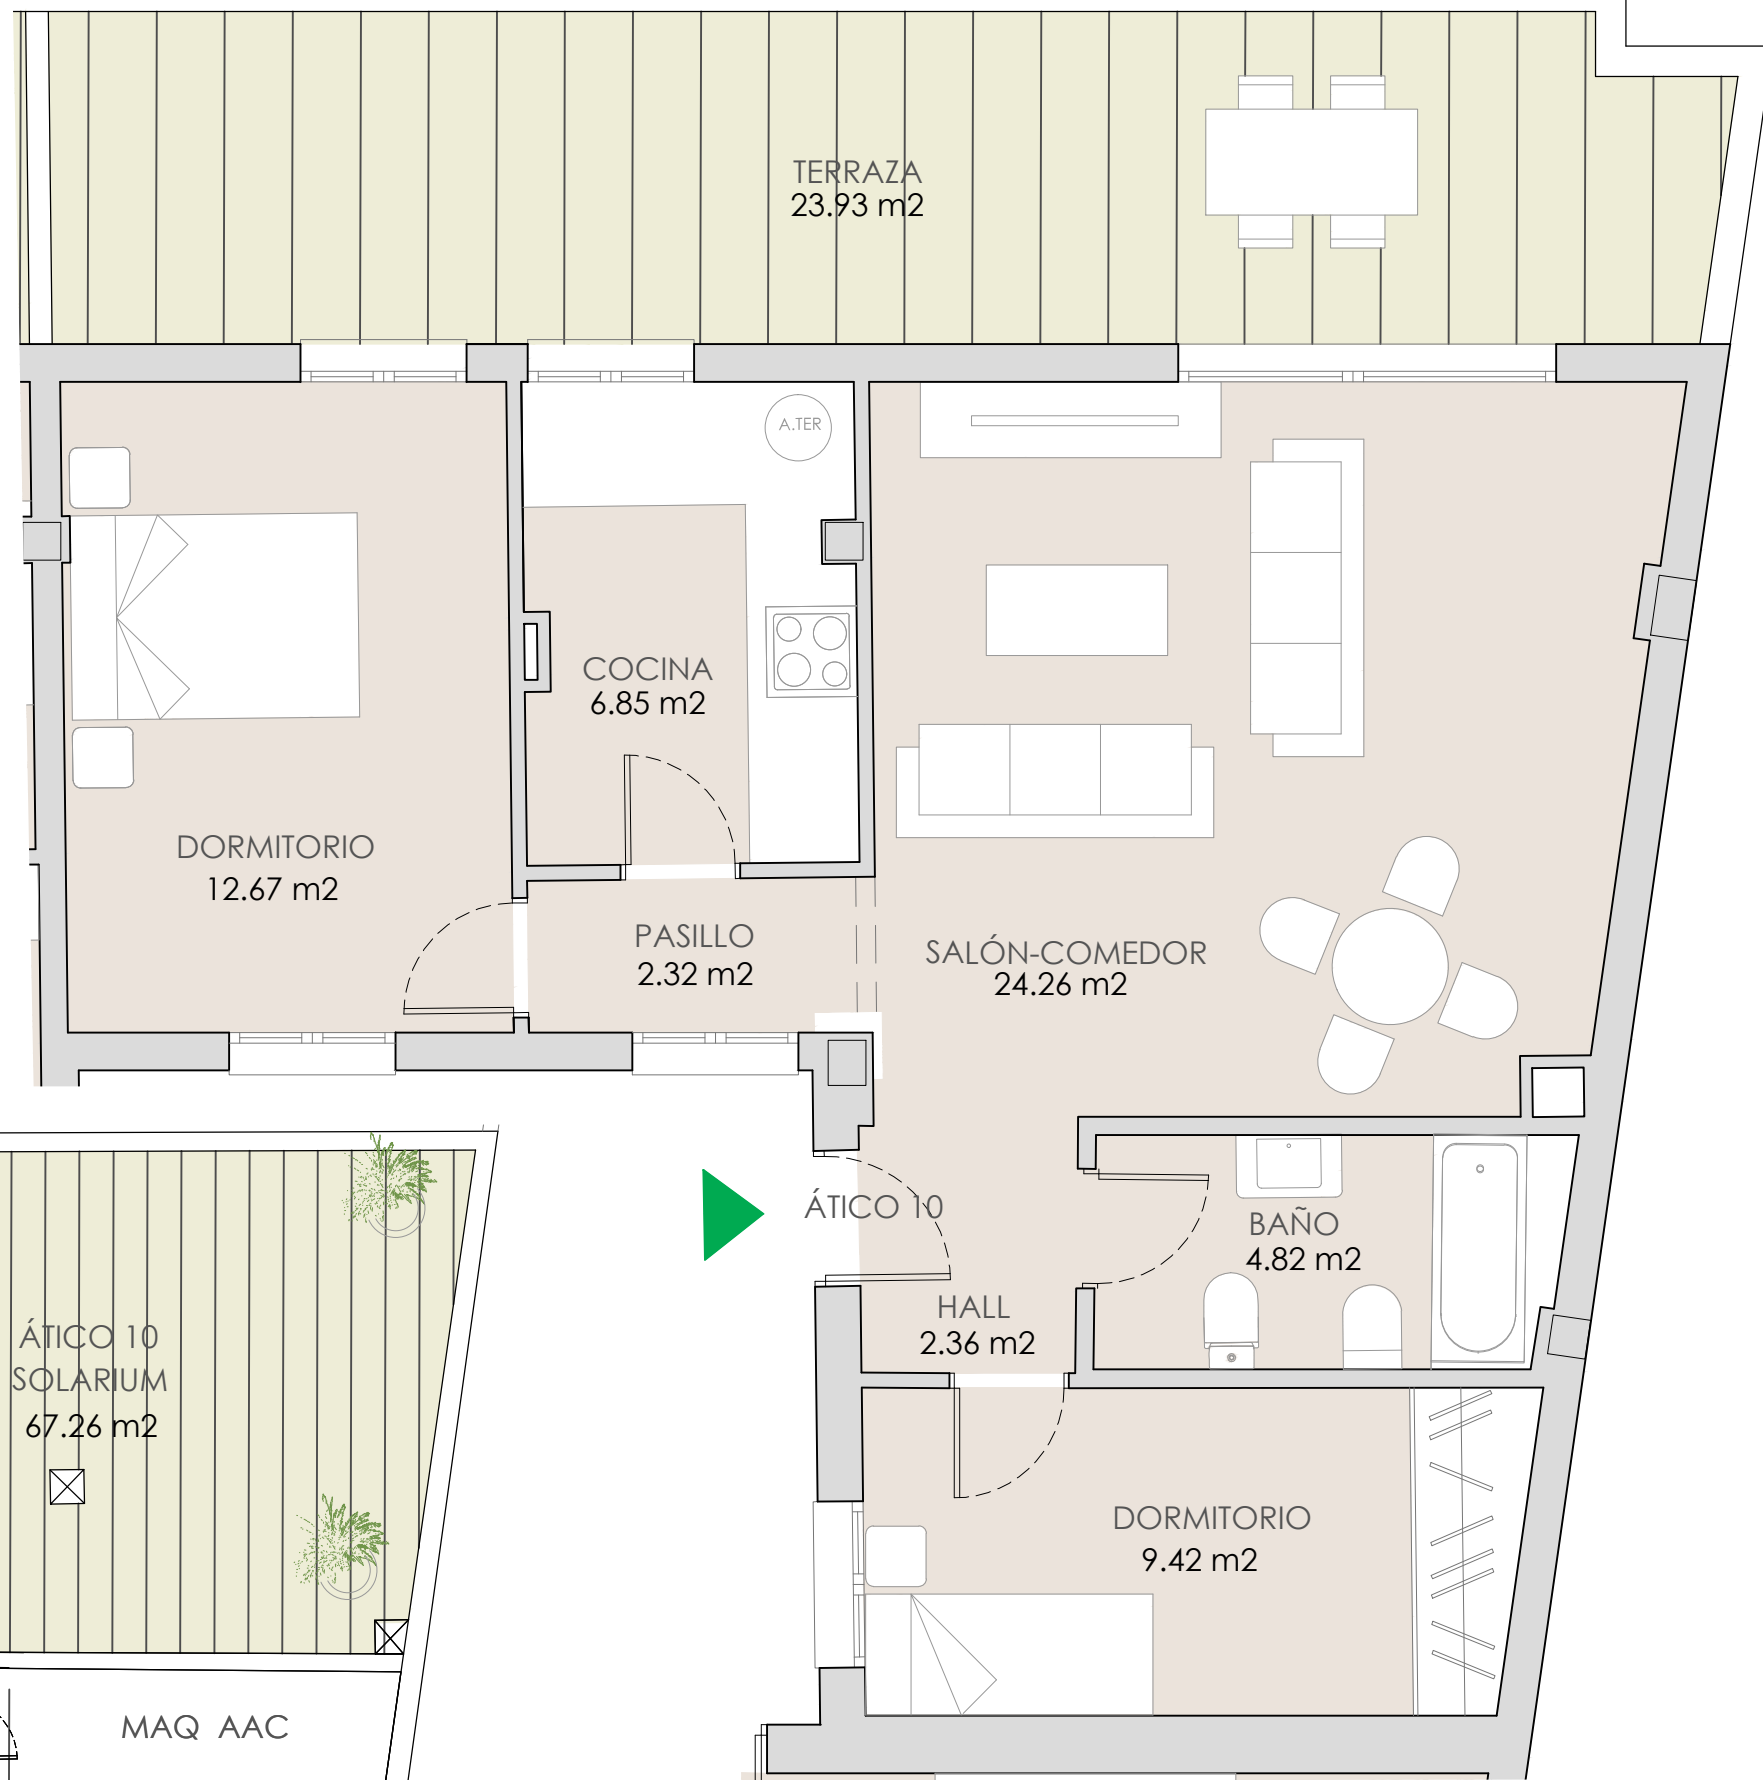 TERRAZA
23.93 m2
A.TER
COCINA
6.85 m2
DORMITORIO
12.67 m2
PASILLO
2.32 m2
SALÓN-COMEDOR
24.26 m2
ÁTICO 10
BAÑO
4.82 m2
HALL
2.36 m2
ÁTICO 10
SOLARIUM
67.26 m2
DORMITORIO
9.42 m2
MAQ AAC